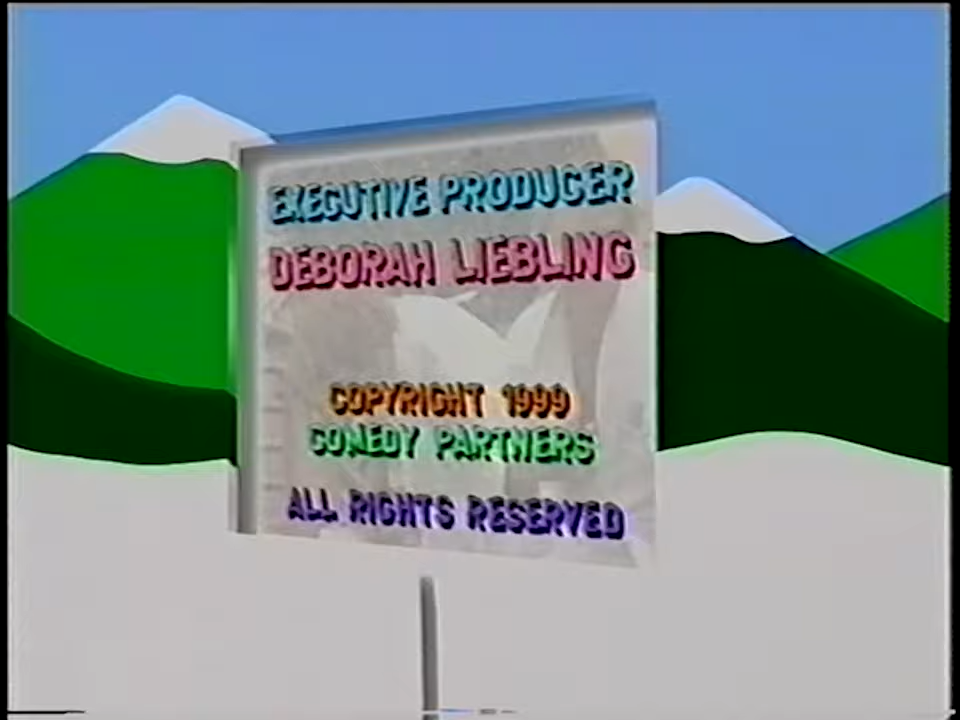 EXECUTIVE PRODUCER
DEBORAH LIEBLING
COPYRIGHT 1999
COMEDY PARTNERS
ALL RIGHTS RESERVED